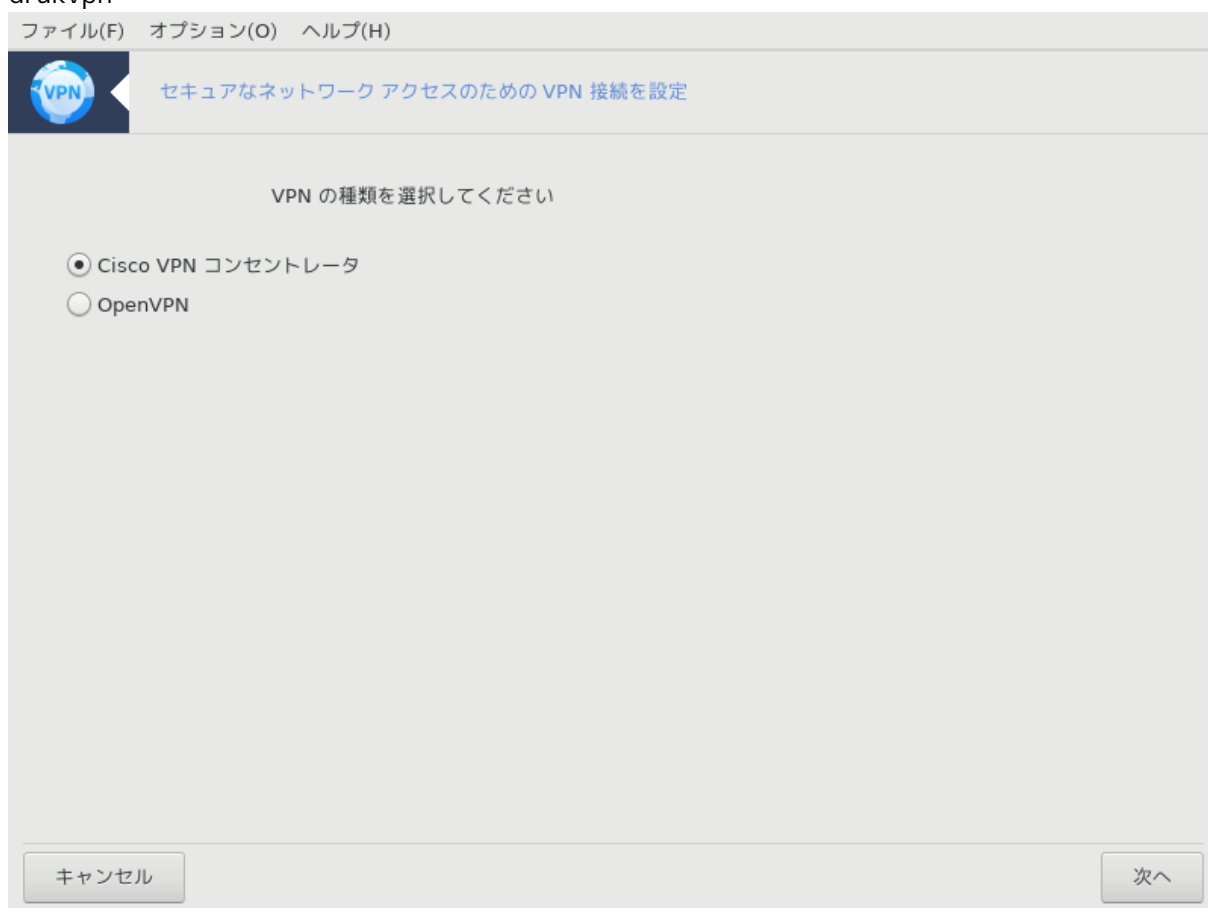 drakvpn
ファイル(F) オプション(O) ヘルプ(H)
VPN
セキュアなネットワーク アクセスのための VPN 接続を設定
VPN の種類を選択してください
Cisco VPN コンセントレータ
OpenVPN
キャンセル
次へ